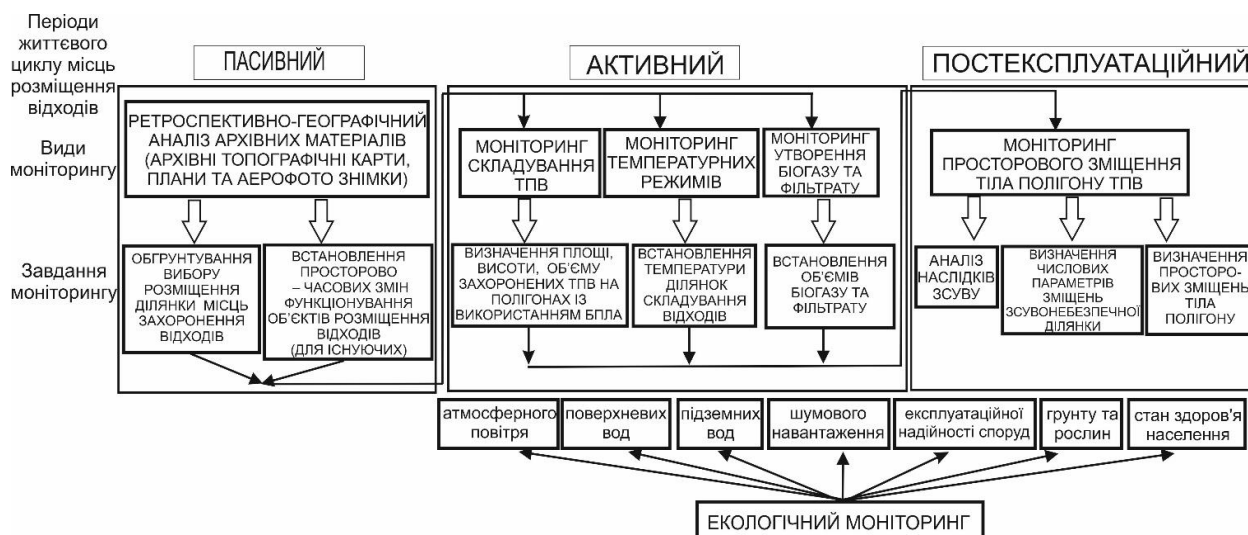 Періоди
життєвого
циклу місць
розміщення
відходів
ПАСИВНИЙ
АКТИВНИЙ
ПОСТЕКСПЛУАТАЦІЙНИЙ
Види
моніторингу
РЕТРОСПЕКТИВНО-ГЕОГРАФІЧНИЙ
АНАЛІЗ АРХІВНИХ МАТЕРІАЛІВ
(АРХІВНІ ТОПОГРАФІЧНІ КАРТИ,
ПЛАНИ ТА АЕРОФОТО ЗНІМКИ)
МОНІТОРИНГ
СКЛАДУВАННЯ
ТПВ
МОНІТОРИНГ
ТЕМПЕРАТУРНИХ
РЕЖИМІВ
МОНІТОРИНГ
УТВОРЕННЯ
БІОГАЗУ ТА
ФІЛЬТРАТУ
МОНІТОРИНГ
ПРОСТОРОВОГО ЗМІЩЕННЯ
ТІЛА ПОЛІГОНУ ТПВ
Завдання
моніторингу
ОБГРУНТУВАННЯ
ВИБОРУ
РОЗМІЩЕННЯ
ДІЛЯНКИ МІСЦЬ
ЗАХОРОНЕННЯ
ВІДХОДІВ
ВСТАНОВЛЕННЯ
ПРОСТОРОВО
– ЧАСОВИХ ЗМІН
ФУНКЦІОНУВАННЯ
ОБ'ЄКТІВ РОЗМІЩЕННЯ
ВІДХОДІВ
(ДЛЯ ІСНУЮЧИХ)
ВИЗНАЧЕННЯ ПЛОЩІ,
ВИСОТИ, ОБ'ЄМУ
ЗАХОРОНЕНИХ ТПВ НА
ПОЛІГОНАХ ІЗ
ВИКОРИСТАННЯМ БПЛА
ВСТАНОВЛЕННЯ
ТЕМПЕРАТУРИ
ДІЛЯНОК
СКЛАДУВАННЯ
ВІДХОДІВ
ВСТАНОВЛЕННЯ
ОБ'ЄМІВ
БІОГАЗУ ТА
ФІЛЬТРАТУ
АНАЛІЗ
НАСЛІДКІВ
ЗСУВУ
ВИЗНАЧЕННЯ
ЧИСЛОВИХ
ПАРАМЕТРІВ
ЗМІЩЕНЬ
ЗСУВОНЕБЕЗПЕЧНОЇ
ДІЛЯНКИ
ВИЗНАЧЕННЯ
ПРОСТОРО-
ВИХ ЗМІЩЕНЬ
ТІЛА
ПОЛІГОНУ
атмосферного
повітря
поверхневих
вод
підземних
вод
шумового
навантаження
експлуатаційної
надійності споруд
грунту та
рослин
стан здоров'я
населення
ЕКОЛОГІЧНИЙ МОНІТОРИНГ